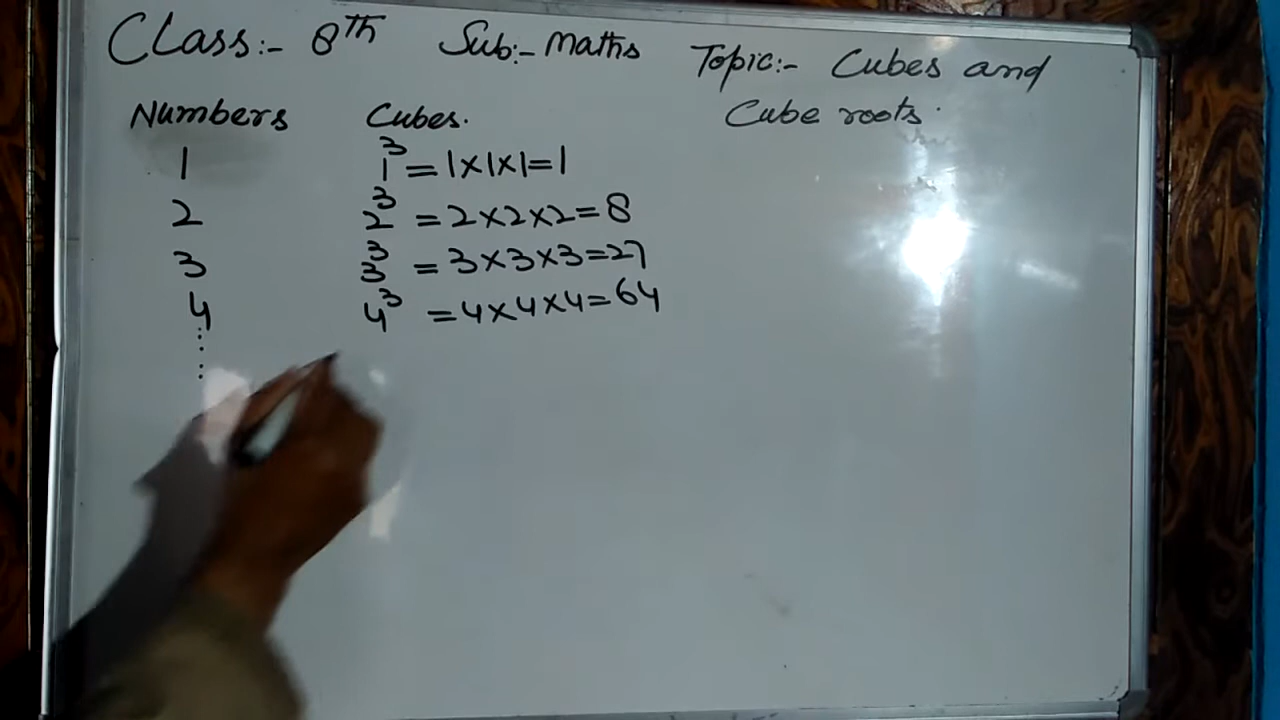 Class:- 8th Sub:- Maths Topic:- Cubes and
Cube roots.
Numbers Cubes.
1 1³ = 1×1×1=1
2 2³ = 2×2×2=8
3 3³ = 3×3×3=27
4 4³ = 4×4×4=64